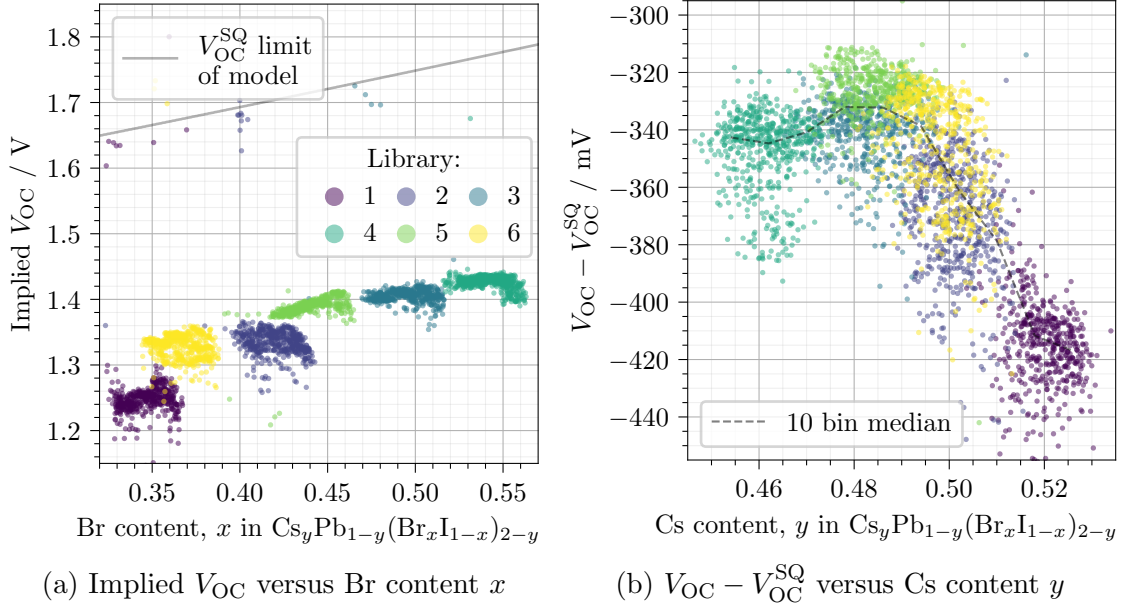 1.8
1.7
1.6
1.5
1.4
1.3
1.2
Implied V_OC / V
V_OC^SQ limit
of model
Library:
1 2 3
4 5 6
0.35 0.40 0.45 0.50 0.55
Br content, x in Cs_yPb_{1−y}(Br_xI_{1−x})_{2−y}
(a) Implied V_OC versus Br content x
−300
−320
−340
−360
−380
−400
−420
−440
V_OC − V_OC^SQ / mV
10 bin median
0.46 0.48 0.50 0.52
Cs content, y in Cs_yPb_{1−y}(Br_xI_{1−x})_{2−y}
(b) V_OC − V_OC^SQ versus Cs content y